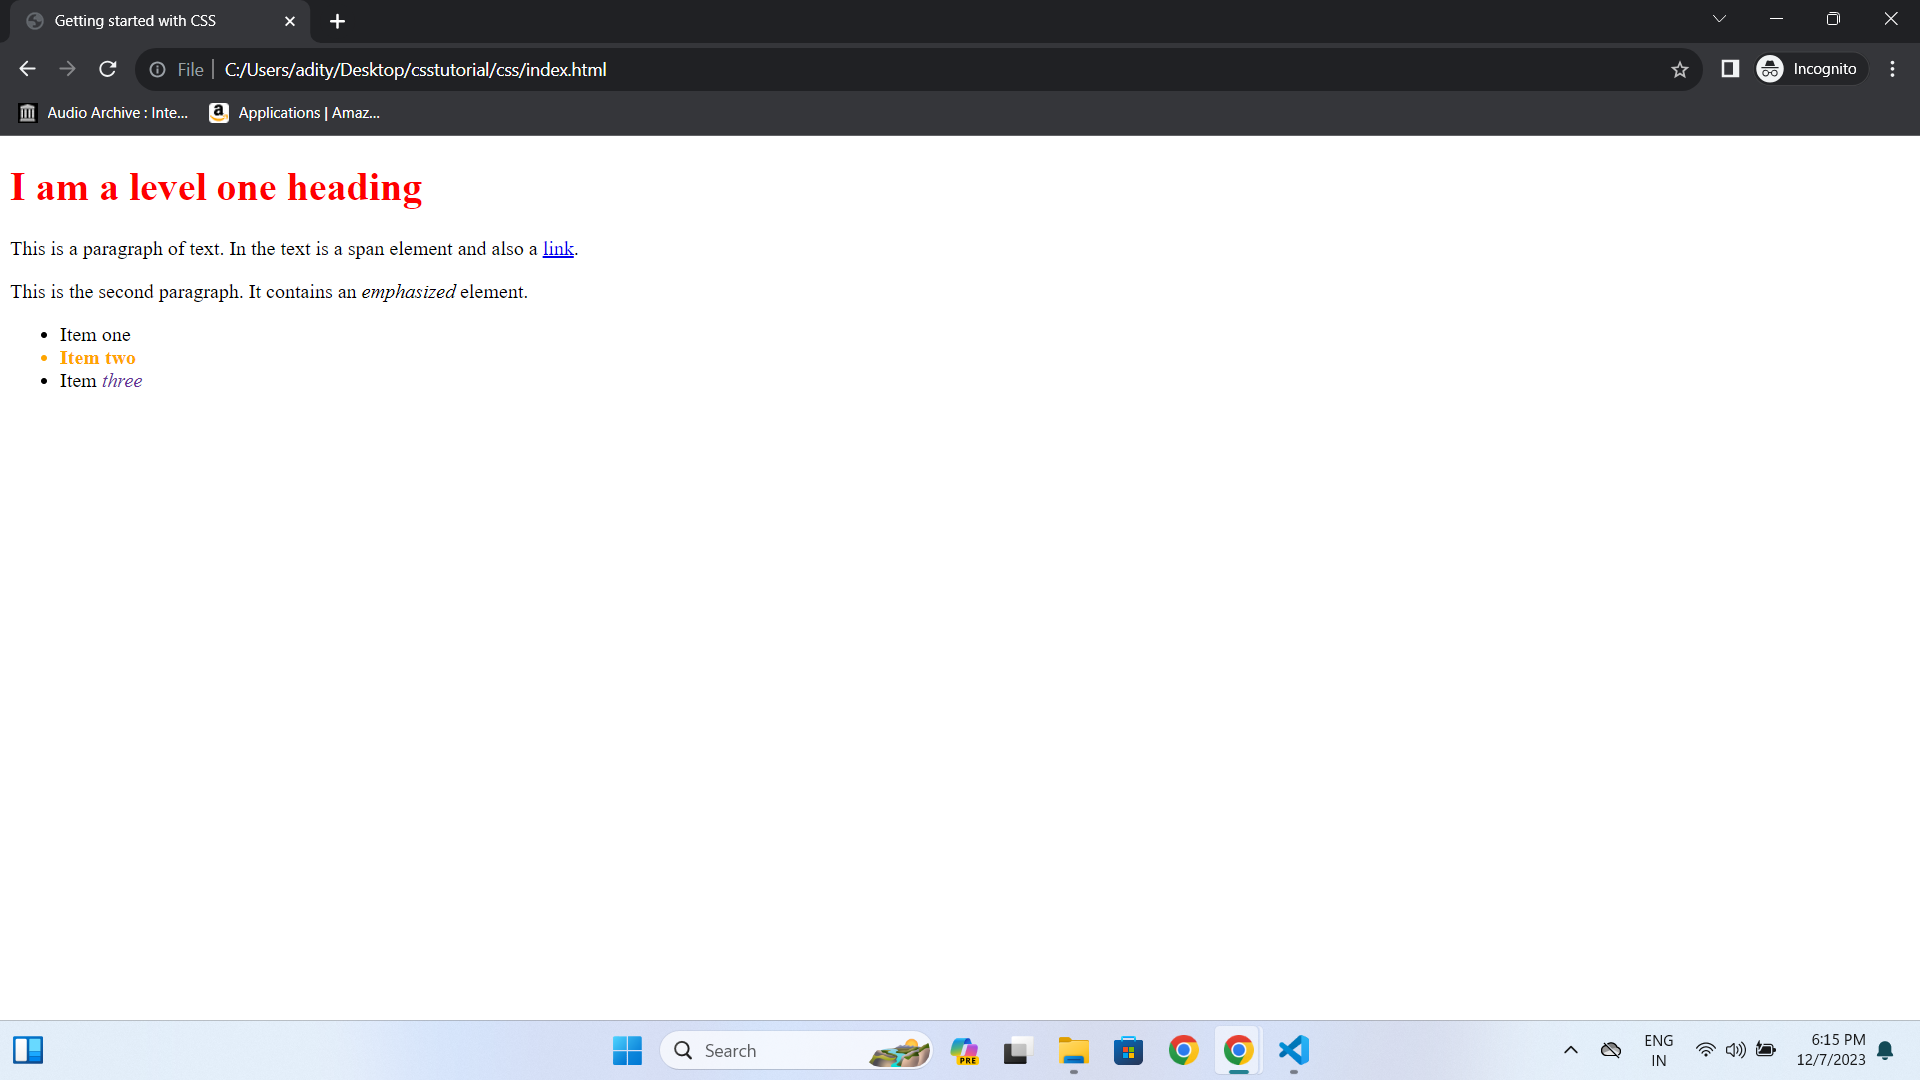 Getting started with CSS
File
C:/Users/adity/Desktop/csstutorial/css/index.html
Incognito
Audio Archive : Inte...
Applications | Amaz...
I am a level one heading
This is a paragraph of text. In the text is a span element and also a link.
This is the second paragraph. It contains an emphasized element.
Item one
Item two
Item three
Search
PRE
ENG
IN
6:15 PM
12/7/2023